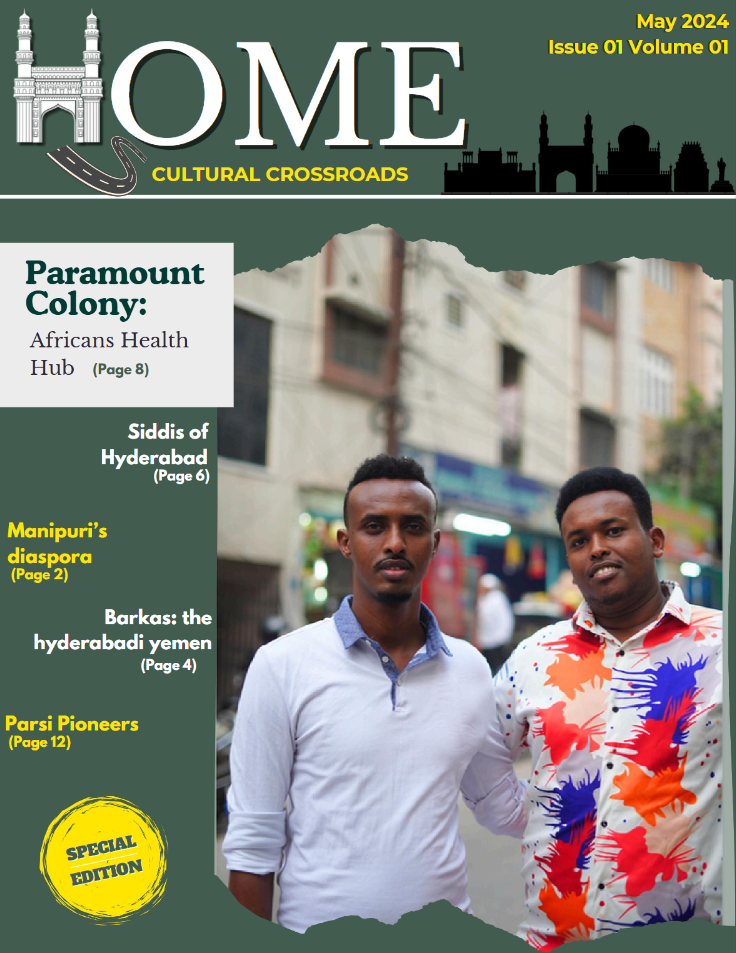 May 2024
Issue 01 Volume 01
HOME
CULTURAL CROSSROADS
Paramount
Colony:
Africans Health
Hub (Page 8)
Siddis of
Hyderabad
(Page 6)
Manipuri's
diaspora
(Page 2)
Barkas: the
hyderabadi yemen
(Page 4)
Parsi Pioneers
(Page 12)
SPECIAL
EDITION